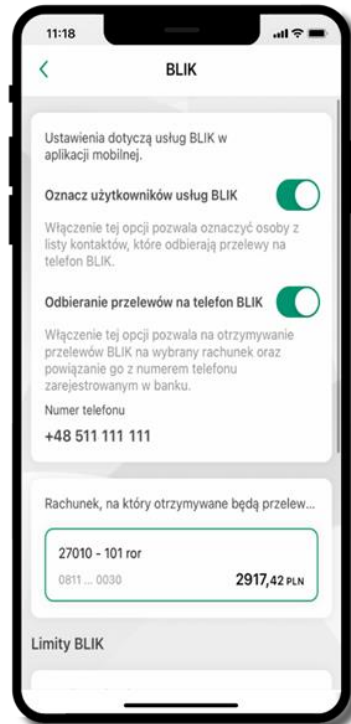 11:18
BLIK
Ustawienia dotyczą usług BLIK w
aplikacji mobilnej.
Oznacz użytkowników usług BLIK
Włączenie tej opcji pozwala oznaczyć osoby z
listy kontaktów, które odbierają przelewy na
telefon BLIK.
Odbieranie przelewów na telefon BLIK
Włączenie tej opcji pozwala na otrzymywanie
przelewów BLIK na wybrany rachunek oraz
powiązanie go z numerem telefonu
zarejestrowanym w banku.
Numer telefonu
+48 511 111 111
Rachunek, na który otrzymywane będą przelew...
27010 - 101 ror
0811 ... 0030
2917,42 PLN
Limity BLIK